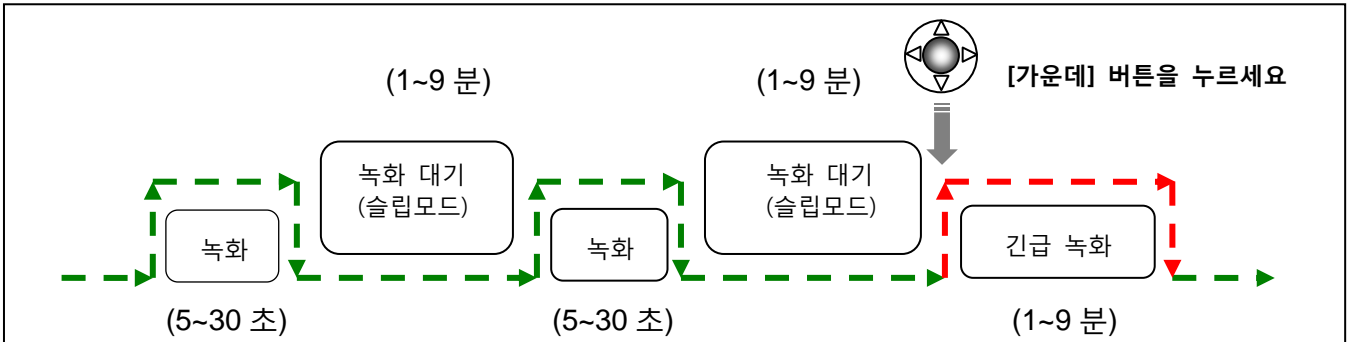 (1~9 분)
(1~9 분)
[가운데] 버튼을 누르세요
녹화 대기
(슬립모드)
녹화 대기
(슬립모드)
녹화
녹화
긴급 녹화
(5~30 초)
(5~30 초)
(1~9 분)